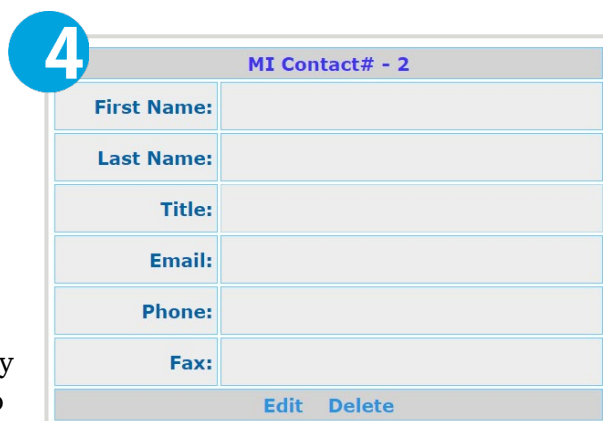 4
MI Contact# - 2
First Name:
Last Name:
Title:
Email:
Phone:
Fax:
y
Edit Delete